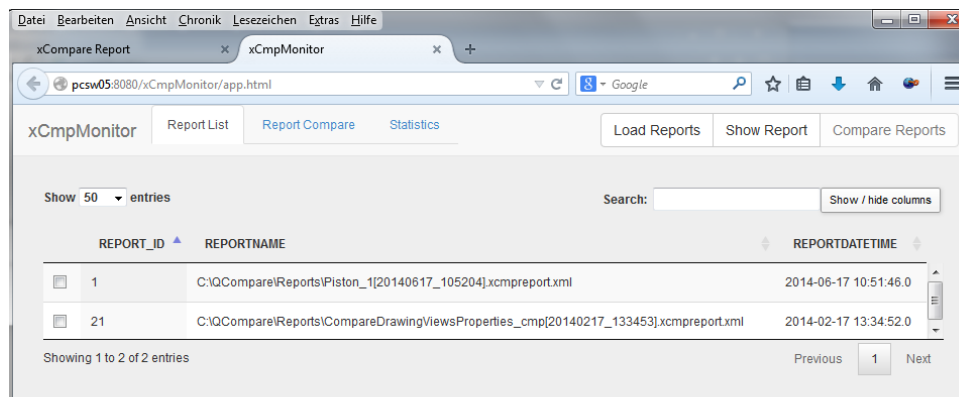 Datei Bearbeiten Ansicht Chronik Lesezeichen Extras Hilfe
xCompare Report × xCmpMonitor × +
pcsw05:8080/xCmpMonitor/app.html 8 Google
xCmpMonitor Report List Report Compare Statistics Load Reports Show Report Compare Reports
Show 50 entries Search: Show / hide columns
REPORT_ID REPORTNAME REPORTDATETIME
1 C:\QCompare\Reports\Piston_1[20140617_105204].xcmpreport.xml 2014-06-17 10:51:46.0
21 C:\QCompare\Reports\CompareDrawingViewsProperties_cmp[20140217_133453].xcmpreport.xml 2014-02-17 13:34:52.0
Showing 1 to 2 of 2 entries Previous 1 Next